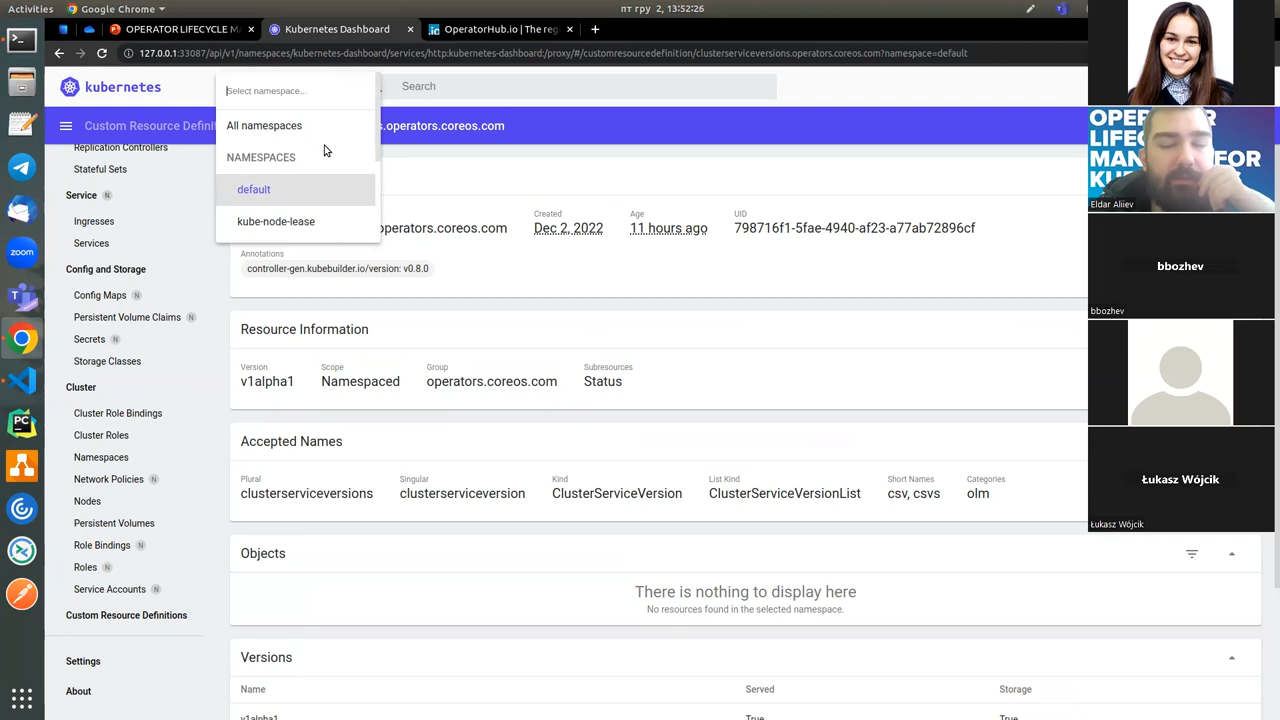 Activities
Google Chrome
пт гру. 2, 13:52:26
OPERATOR LIFECYCLE M
Kubernetes Dashboard
OperatorHub.io | The reg
127.0.0.1:33087/api/v1/namespaces/kubernetes-dashboard/services/http:kubernetes-dashboard:/proxy/#/customresourcedefinition/clusterserviceversions.operators.coreos.com?namespace=default
kubernetes
Select namespace...
Search
All namespaces
NAMESPACES
default
kube-node-lease
Custom Resource Definit
s.operators.coreos.com
Replication Controllers
Stateful Sets
Service N
Ingresses
Services
Config and Storage
Config Maps N
Persistent Volume Claims N
Secrets N
Storage Classes
Cluster
Cluster Role Bindings
Cluster Roles
Namespaces
Network Policies N
Nodes
Persistent Volumes
Role Bindings N
Roles N
Service Accounts N
Custom Resource Definitions
Settings
About
operators.coreos.com
Created
Dec 2, 2022
Age
11 hours ago
UID
798716f1-5fae-4940-af23-a77ab72896cf
Annotations
controller-gen.kubebuilder.io/version: v0.8.0
Resource Information
Version
v1alpha1
Scope
Namespaced
Group
operators.coreos.com
Subresources
Status
Accepted Names
Plural
clusterserviceversions
Singular
clusterserviceversion
Kind
ClusterServiceVersion
List Kind
ClusterServiceVersionList
Short Names
csv, csvs
Categories
olm
Objects
There is nothing to display here
No resources found in the selected namespace.
Versions
Name
Served
Storage
v1alpha1
True
True
zoom
PC
Eldar Aliiev
bbozhev
bbozhev
Łukasz Wójcik
Łukasz Wójcik